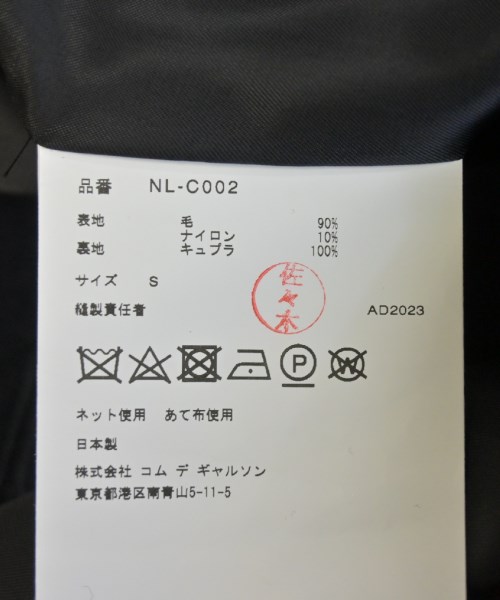 品番 NL-C002
表地 毛 90%
ナイロン 10%
裏地 キュプラ 100%
サイズ S
佐々木
縫製責任者 AD2023
P W
ネット使用 あて布使用
日本製
株式会社 コム デ ギャルソン
東京都港区南青山5-11-5